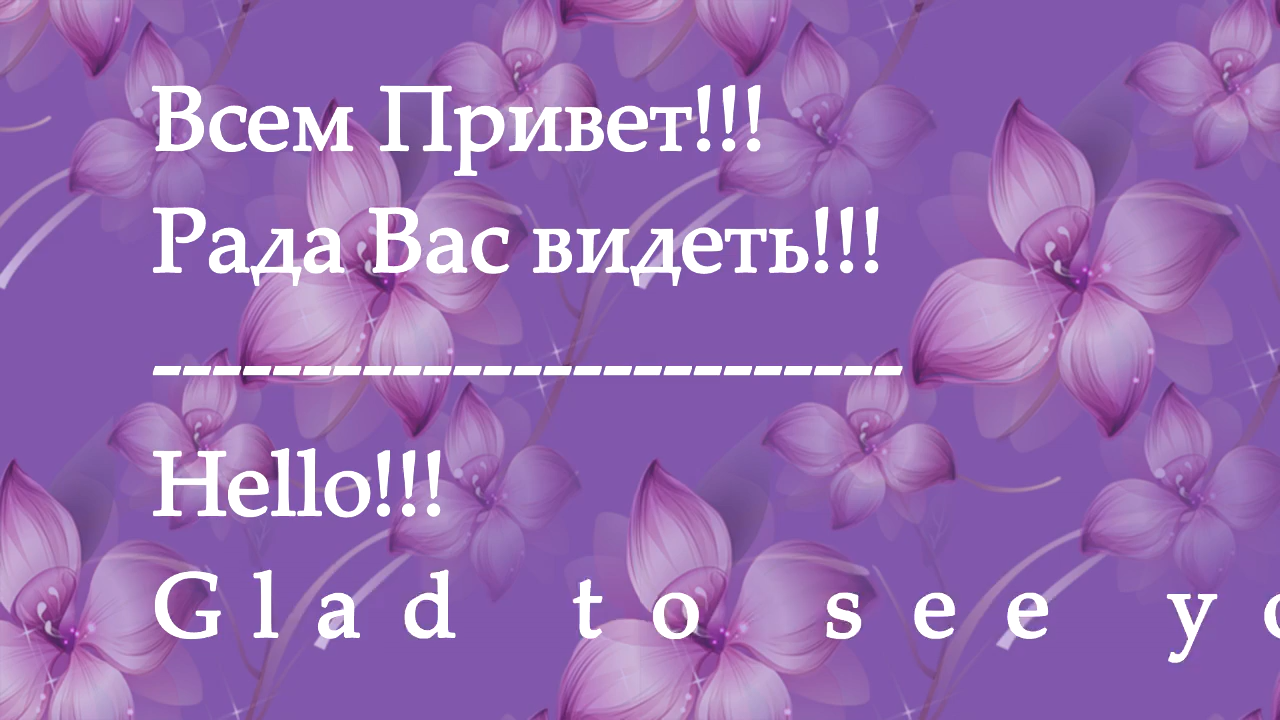 Всем Привет!!!
Рада Вас видеть!!!
-------------------------
Hello!!!
Glad to see yo